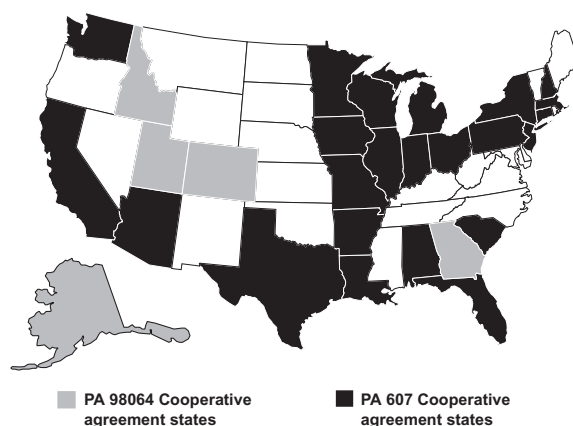 PA 98064 Cooperative
agreement states
PA 607 Cooperative
agreement states